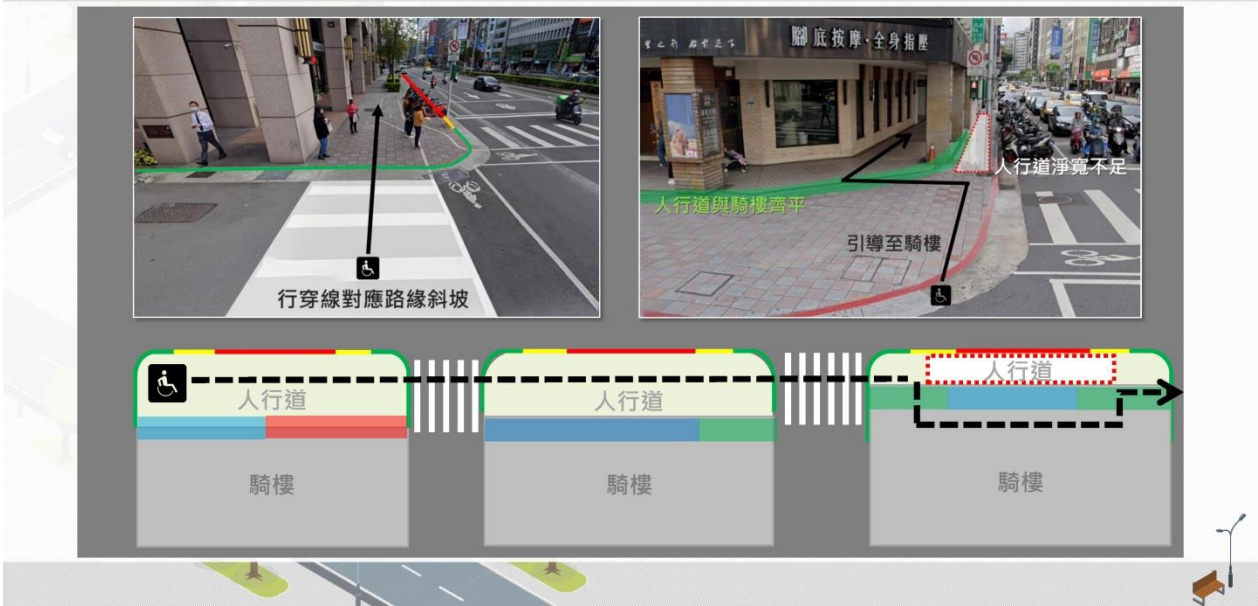 行穿線對應路緣斜坡
腳底按摩·全身指壓
人行道淨寬不足
人行道與騎樓齊平
引導至騎樓
人行道
人行道
人行道
騎樓
騎樓
騎樓